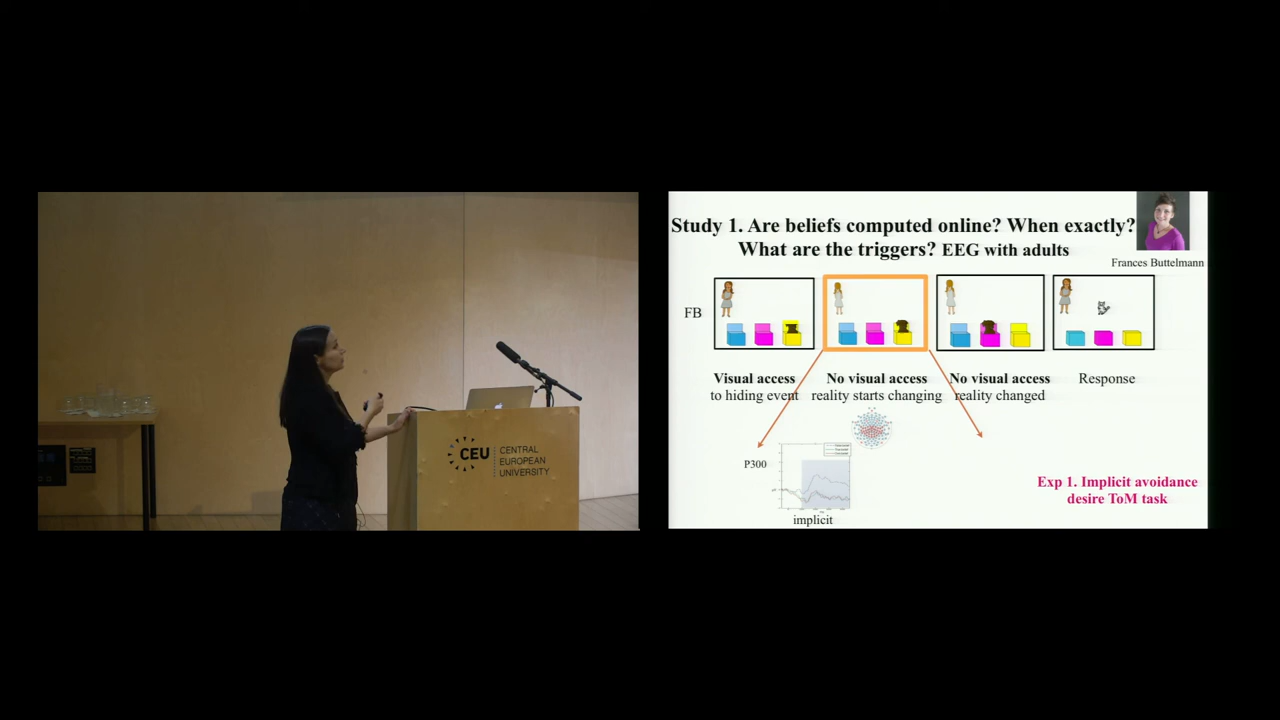 CEU
CENTRAL
EUROPEAN
UNIVERSITY
Study 1. Are beliefs computed online? When exactly?
What are the triggers? EEG with adults
Frances Buttelmann
FB
Visual access
to hiding event
No visual access
reality starts changing
No visual access
reality changed
Response
P300
implicit
Exp 1. Implicit avoidance
desire ToM task